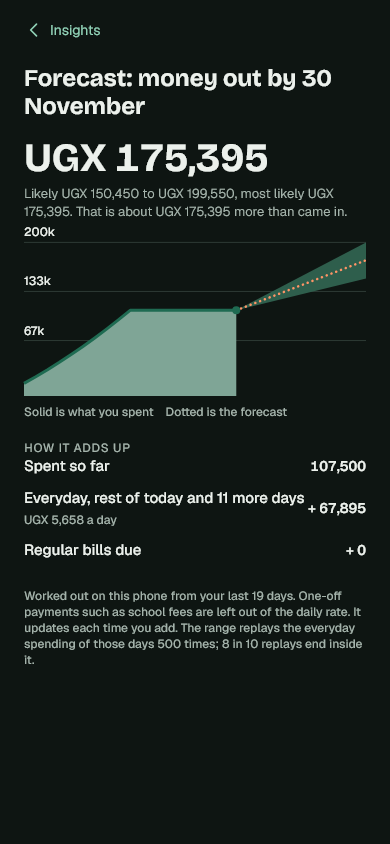 Insights
Forecast: money out by 30
November
UGX 175,395
Likely UGX 150,450 to UGX 199,550, most likely UGX
175,395. That is about UGX 175,395 more than came in.
200k
133k
67k
Solid is what you spent Dotted is the forecast
HOW IT ADDS UP
Spent so far 107,500
Everyday, rest of today and 11 more days + 67,895
UGX 5,658 a day
Regular bills due + 0
Worked out on this phone from your last 19 days. One-off
payments such as school fees are left out of the daily rate. It
updates each time you add. The range replays the everyday
spending of those days 500 times; 8 in 10 replays end inside
it.